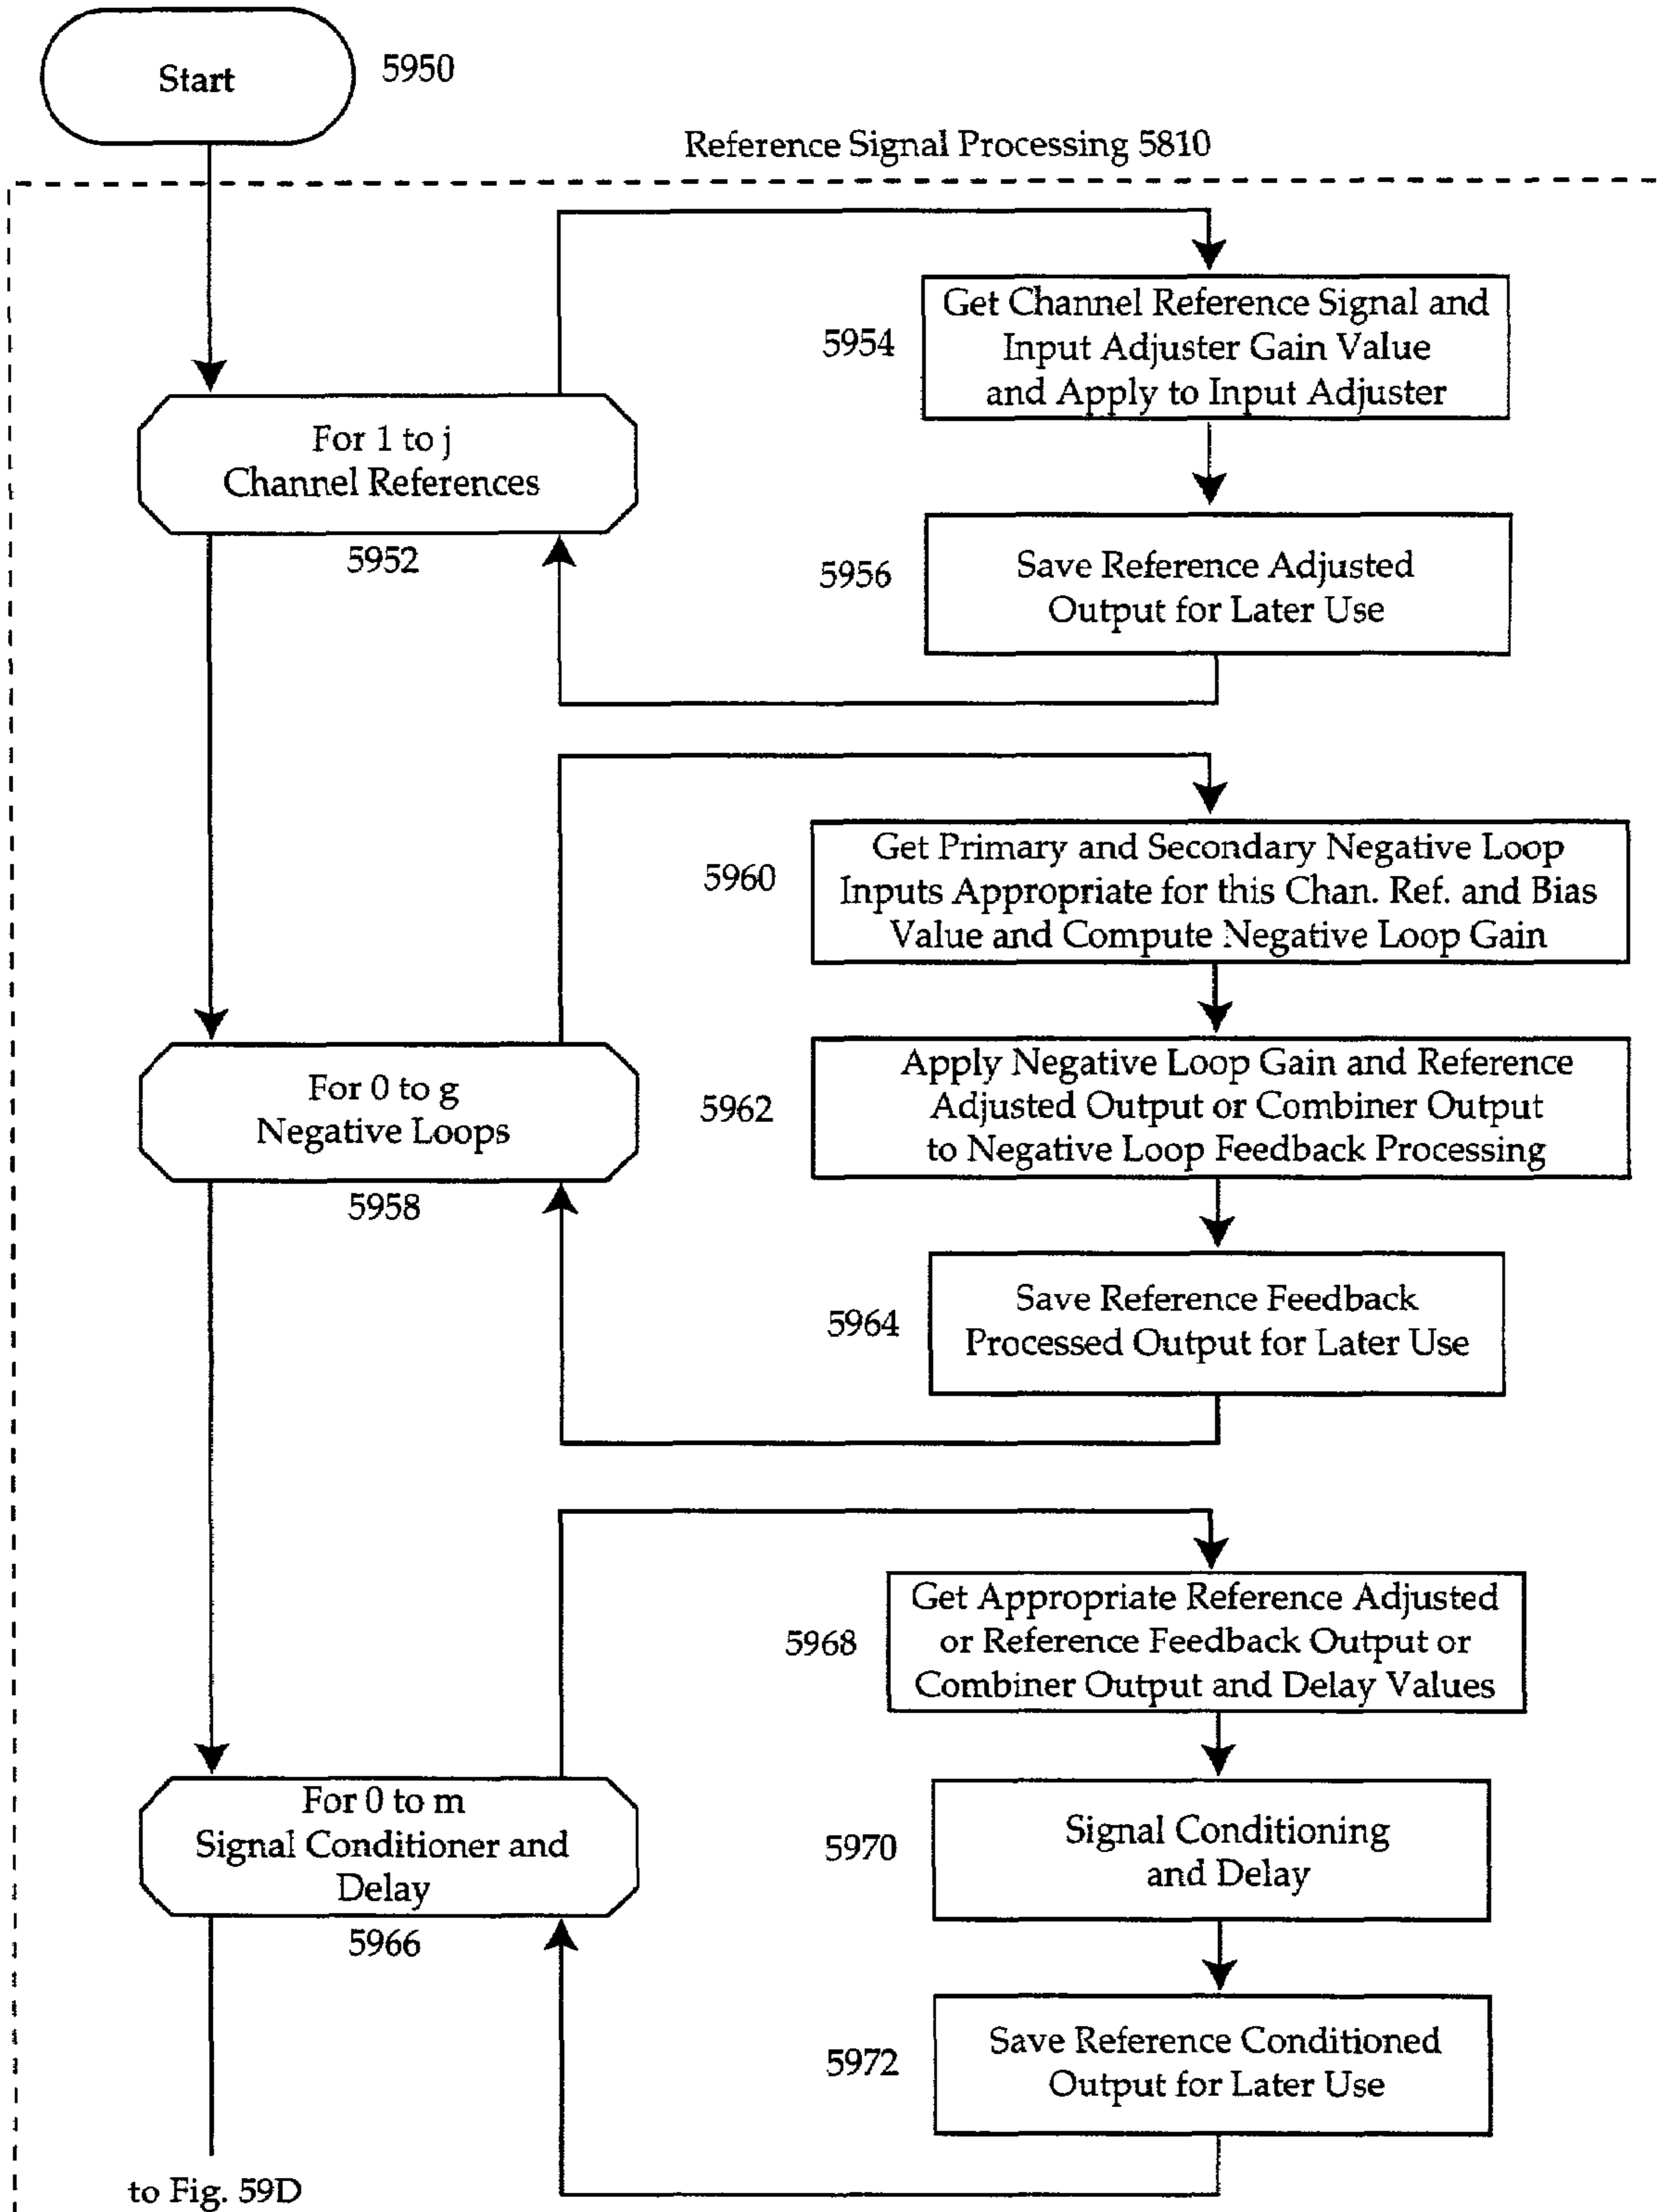 Start
5950
Reference Signal Processing 5810
5954
Get Channel Reference Signal and
Input Adjuster Gain Value
and Apply to Input Adjuster
For 1 to j
Channel References
5952
5956
Save Reference Adjusted
Output for Later Use
5960
Get Primary and Secondary Negative Loop
Inputs Appropriate for this Chan. Ref. and Bias
Value and Compute Negative Loop Gain
For 0 to g
Negative Loops
5958
5962
Apply Negative Loop Gain and Reference
Adjusted Output or Combiner Output
to Negative Loop Feedback Processing
5964
Save Reference Feedback
Processed Output for Later Use
5968
Get Appropriate Reference Adjusted
or Reference Feedback Output or
Combiner Output and Delay Values
For 0 to m
Signal Conditioner and
Delay
5966
5970
Signal Conditioning
and Delay
5972
Save Reference Conditioned
Output for Later Use
to Fig. 59D